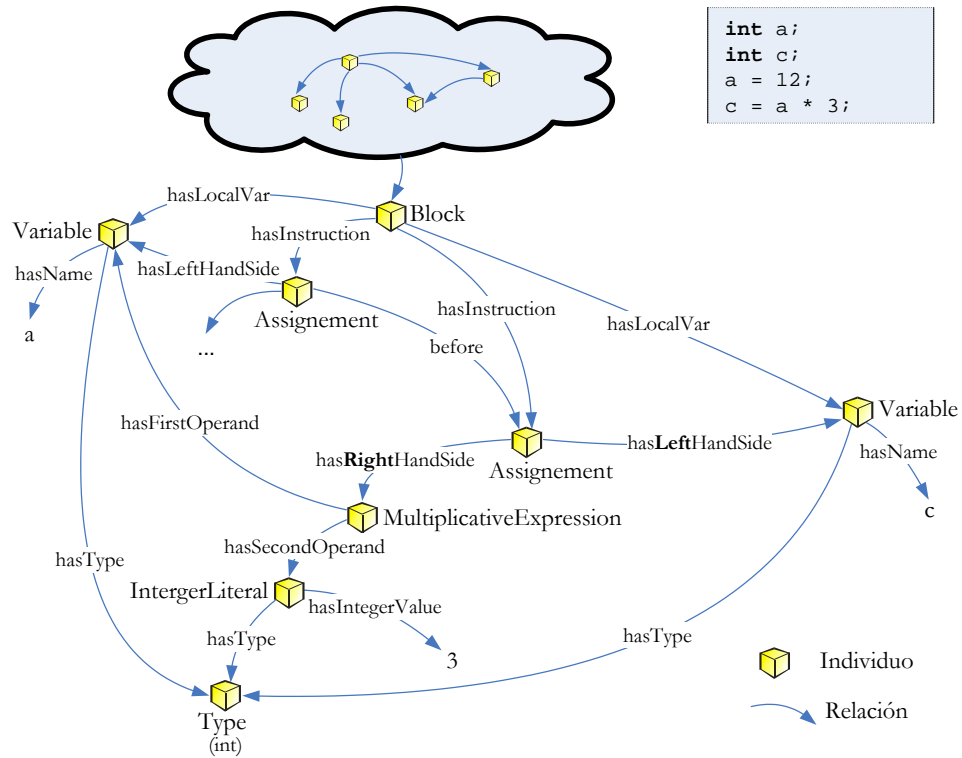 int a;
int c;
a = 12;
c = a * 3;
hasLocalVar
Block
Variable
hasInstruction
hasName
hasLeftHandSide
a
Assignement
hasInstruction
hasLocalVar
...
before
hasFirstOperand
Variable
hasRightHandSide
hasLeftHandSide
hasName
Assignement
c
MultiplicativeExpression
hasSecondOperand
hasType
IntergerLiteral
hasIntegerValue
hasType
hasType
3
Individuo
Type
(int)
Relación